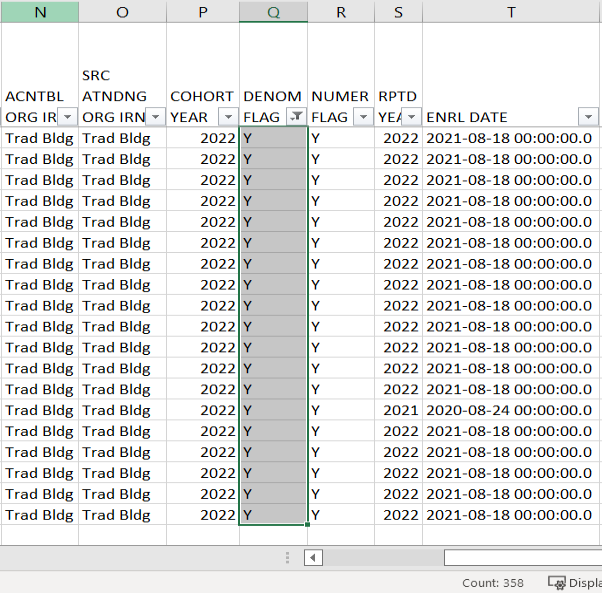 N O P Q R S T
SRC
ACNTBL ATNDNG COHORT DENOM NUMER RPTD
ORG IR ORG IRN YEAR FLAG FLAG YEA ENRL DATE
Trad Bldg Trad Bldg 2022 Y Y 2022 2021-08-18 00:00:00.0
Trad Bldg Trad Bldg 2022 Y Y 2022 2021-08-18 00:00:00.0
Trad Bldg Trad Bldg 2022 Y Y 2022 2021-08-18 00:00:00.0
Trad Bldg Trad Bldg 2022 Y Y 2022 2021-08-18 00:00:00.0
Trad Bldg Trad Bldg 2022 Y Y 2022 2021-08-18 00:00:00.0
Trad Bldg Trad Bldg 2022 Y Y 2022 2021-08-18 00:00:00.0
Trad Bldg Trad Bldg 2022 Y Y 2022 2021-08-18 00:00:00.0
Trad Bldg Trad Bldg 2022 Y Y 2022 2021-08-18 00:00:00.0
Trad Bldg Trad Bldg 2022 Y Y 2022 2021-08-18 00:00:00.0
Trad Bldg Trad Bldg 2022 Y Y 2022 2021-08-18 00:00:00.0
Trad Bldg Trad Bldg 2022 Y Y 2022 2021-08-18 00:00:00.0
Trad Bldg Trad Bldg 2022 Y Y 2022 2021-08-18 00:00:00.0
Trad Bldg Trad Bldg 2022 Y Y 2022 2021-08-18 00:00:00.0
Trad Bldg Trad Bldg 2022 Y Y 2021 2020-08-24 00:00:00.0
Trad Bldg Trad Bldg 2022 Y Y 2022 2021-08-18 00:00:00.0
Trad Bldg Trad Bldg 2022 Y Y 2022 2021-08-18 00:00:00.0
Trad Bldg Trad Bldg 2022 Y Y 2022 2021-08-18 00:00:00.0
Trad Bldg Trad Bldg 2022 Y Y 2022 2021-08-18 00:00:00.0
Trad Bldg Trad Bldg 2022 Y Y 2022 2021-08-18 00:00:00.0
Count: 358 Displa